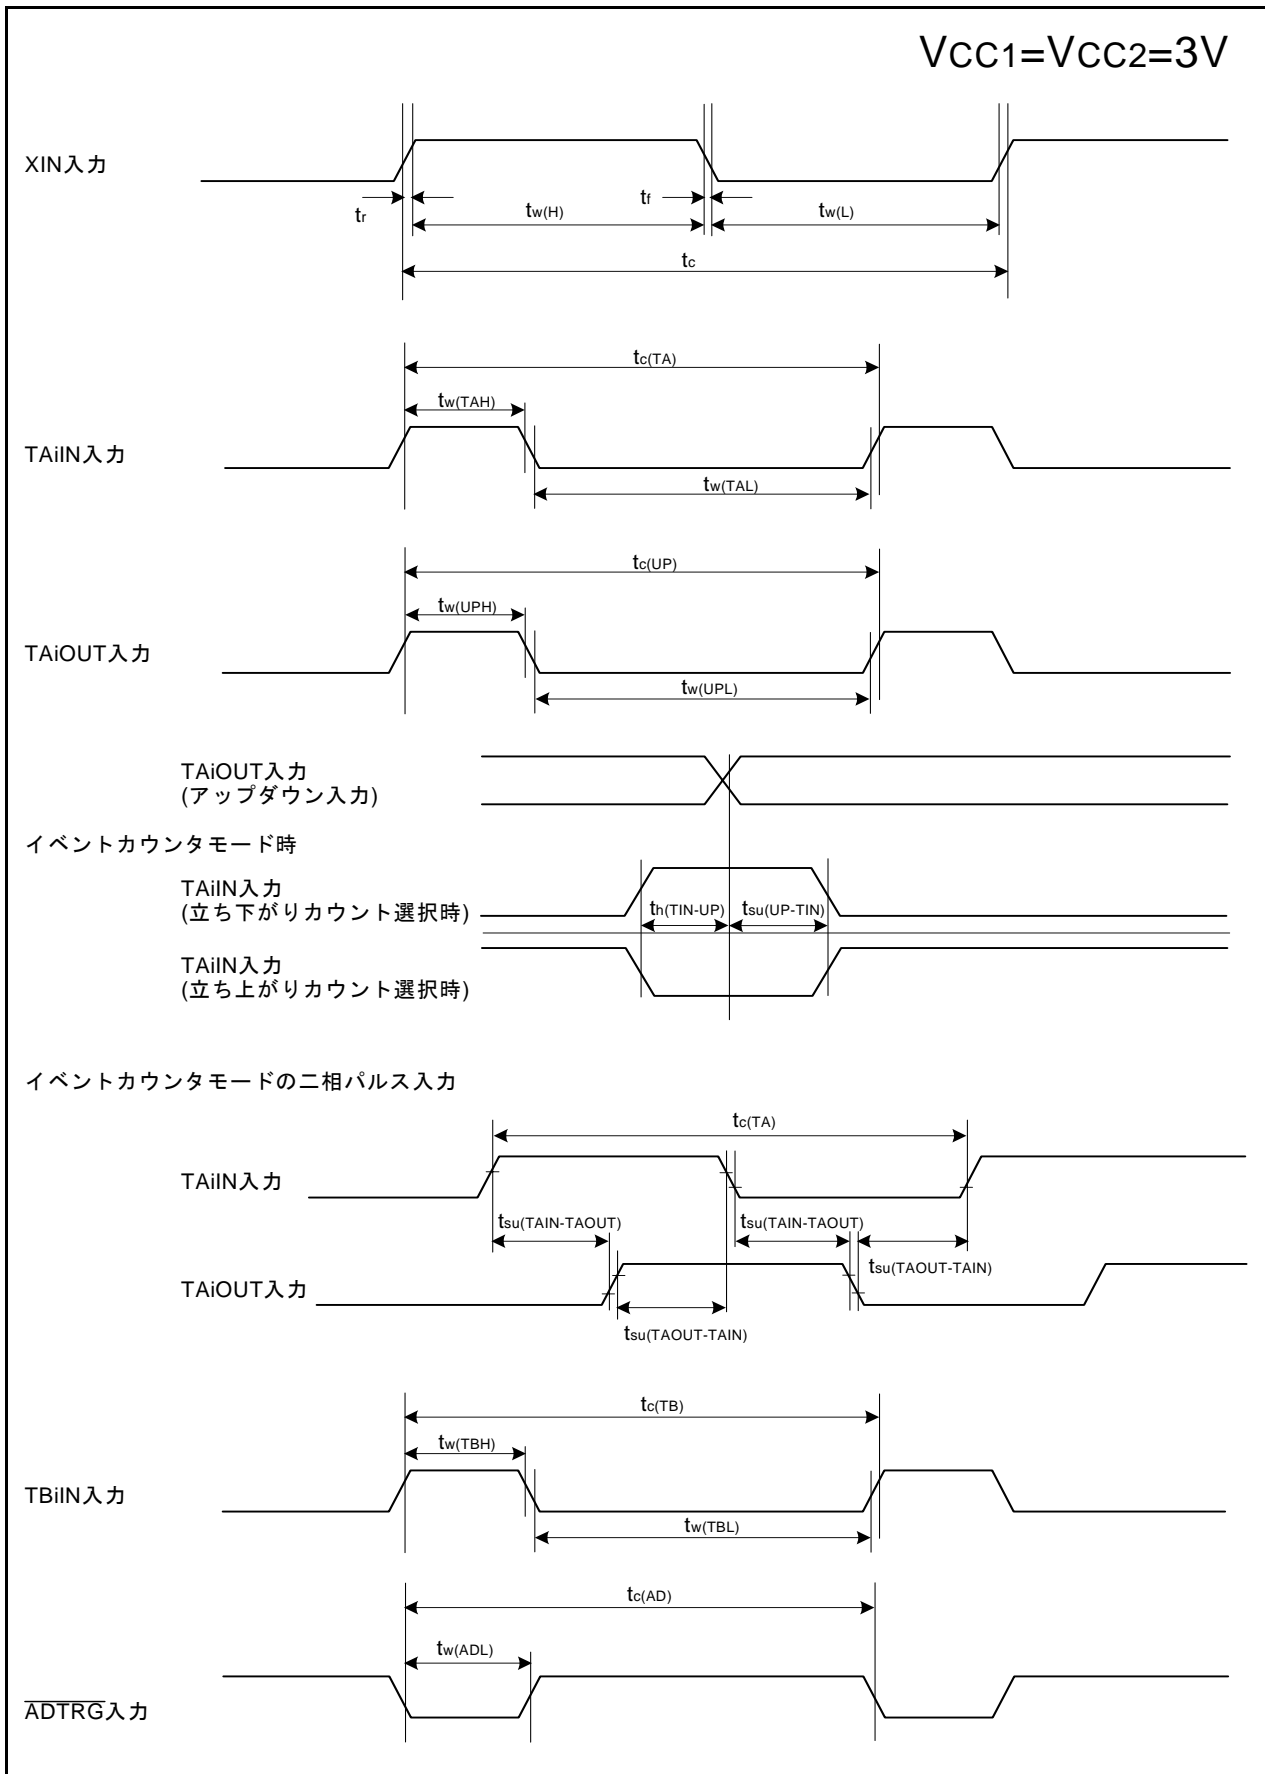 VCC1=VCC2=3V
XIN入力
tr
tw(H)
tf
tw(L)
tc
tc(TA)
tw(TAH)
TAiIN入力
tw(TAL)
tc(UP)
tw(UPH)
TAiOUT入力
tw(UPL)
TAiOUT入力
(アップダウン入力)
イベントカウンタモード時
TAiIN入力
(立ち下がりカウント選択時)
th(TIN-UP)
tsu(UP-TIN)
TAiIN入力
(立ち上がりカウント選択時)
イベントカウンタモードの二相パルス入力
tc(TA)
TAiIN入力
tsu(TAIN-TAOUT)
tsu(TAIN-TAOUT)
tsu(TAOUT-TAIN)
TAiOUT入力
tsu(TAOUT-TAIN)
tc(TB)
tw(TBH)
TBiIN入力
tw(TBL)
tc(AD)
tw(ADL)
ADTRG入力